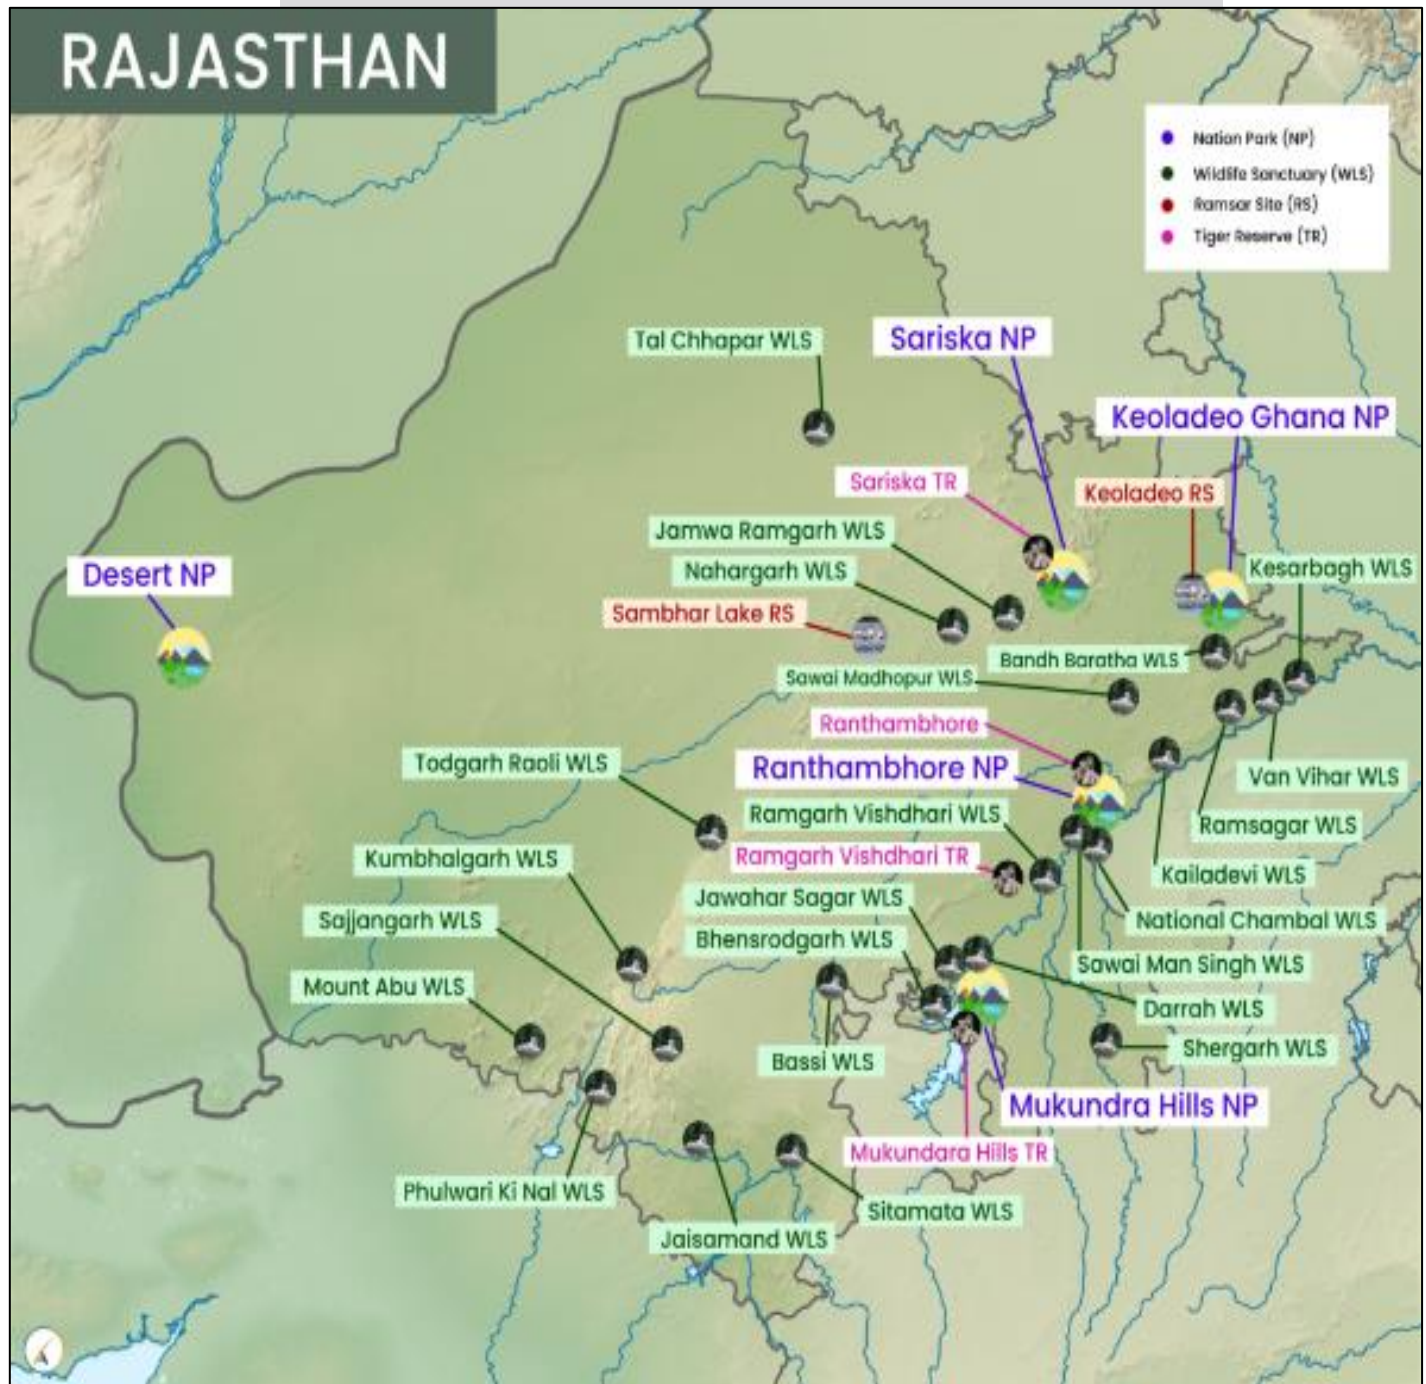 RAJASTHAN
Nation Park (NP)
Wildlife Sanctuary (WLS)
Ramsar Site (RS)
Tiger Reserve (TR)
Tal Chhapar WLS
Sariska NP
Keoladeo Ghana NP
Sariska TR
Keoladeo RS
Jamwa Ramgarh WLS
Nahargarh WLS
Kesarbagh WLS
Desert NP
Sambhar Lake RS
Bandh Baratha WLS
Sawai Madhopur WLS
Ranthambhore
Todgarh Raoli WLS
Ranthambhore NP
Van Vihar WLS
Ramgarh Vishdhari WLS
Ramsagar WLS
Kumbhalgarh WLS
Ramgarh Vishdhari TR
Kailadevi WLS
Jawahar Sagar WLS
Sajjangarh WLS
National Chambal WLS
Bhensrodgarh WLS
Sawai Man Singh WLS
Mount Abu WLS
Darrah WLS
Bassi WLS
Shergarh WLS
Mukundra Hills NP
Mukundara Hills TR
Phulwari Ki Nal WLS
Sitamata WLS
Jaisamand WLS